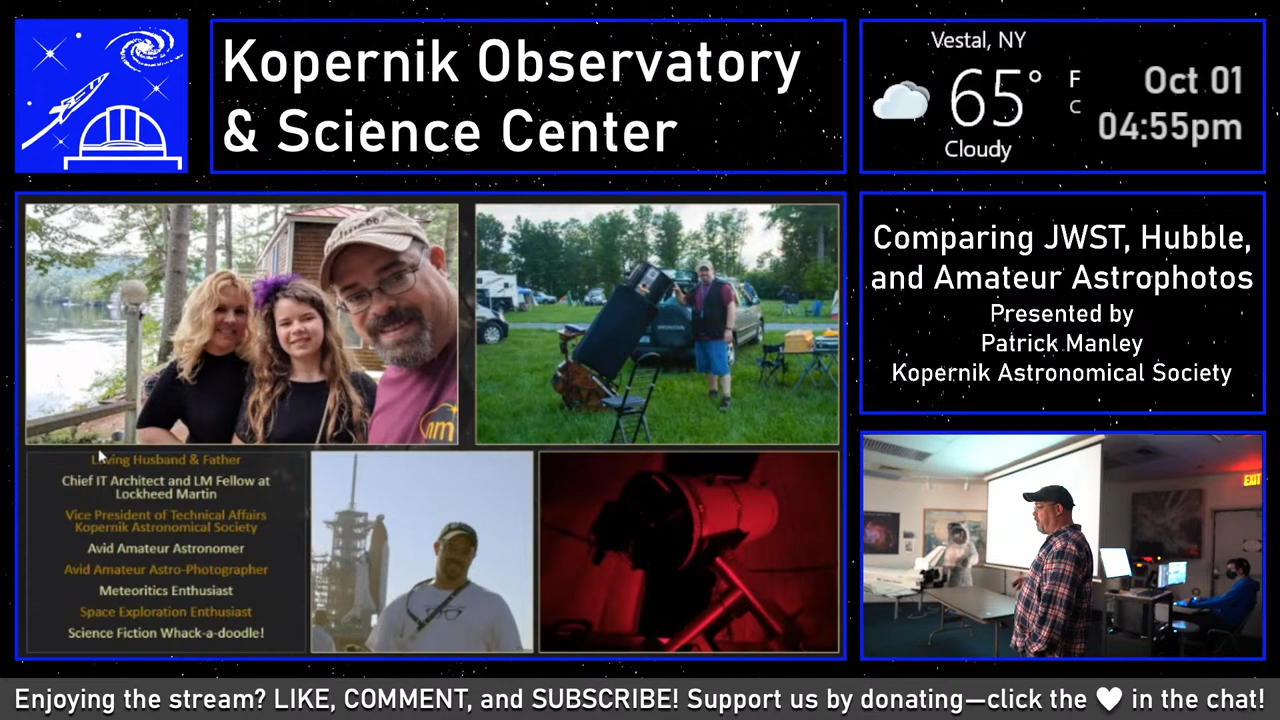 Kopernik Observatory
& Science Center
Vestal, NY
65° F
C
Cloudy
Oct 01
04:55pm
Comparing JWST, Hubble,
and Amateur Astrophotos
Presented by
Patrick Manley
Kopernik Astronomical Society
Loving Husband & Father
Chief IT Architect and LM Fellow at
Lockheed Martin
Vice President of Technical Affairs
Kopernik Astronomical Society
Avid Amateur Astronomer
Avid Amateur Astro-Photographer
Meteoritics Enthusiast
Space Exploration Enthusiast
Science Fiction Whack-a-doodle!
HONDA
EXIT
Enjoying the stream? LIKE, COMMENT, and SUBSCRIBE! Support us by donating—click the ♥ in the chat!